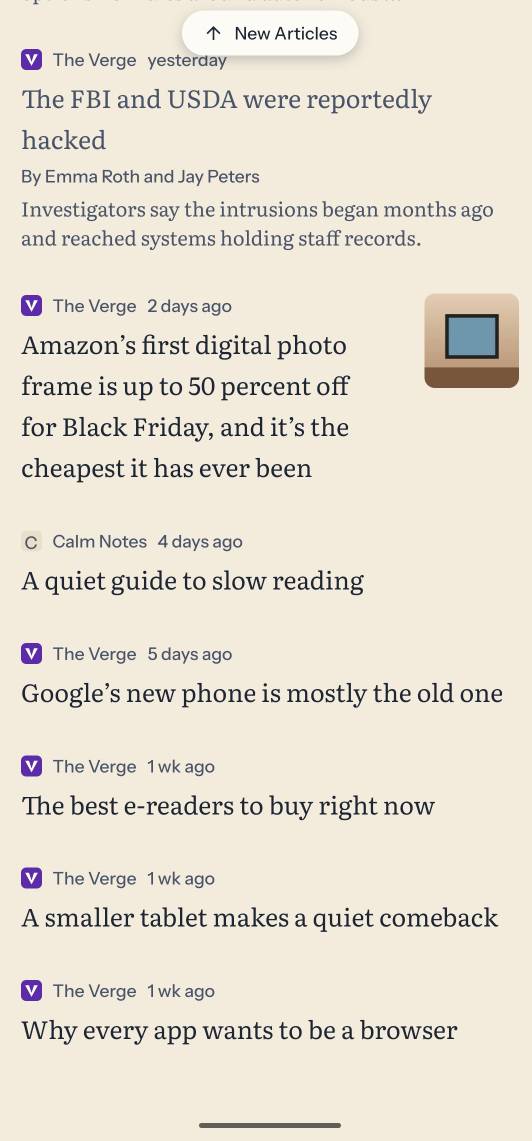 New Articles
The Verge yesterday
The FBI and USDA were reportedly
hacked
By Emma Roth and Jay Peters
Investigators say the intrusions began months ago
and reached systems holding staff records.
The Verge 2 days ago
Amazon’s first digital photo
frame is up to 50 percent off
for Black Friday, and it’s the
cheapest it has ever been
C Calm Notes 4 days ago
A quiet guide to slow reading
The Verge 5 days ago
Google’s new phone is mostly the old one
The Verge 1 wk ago
The best e-readers to buy right now
The Verge 1 wk ago
A smaller tablet makes a quiet comeback
The Verge 1 wk ago
Why every app wants to be a browser